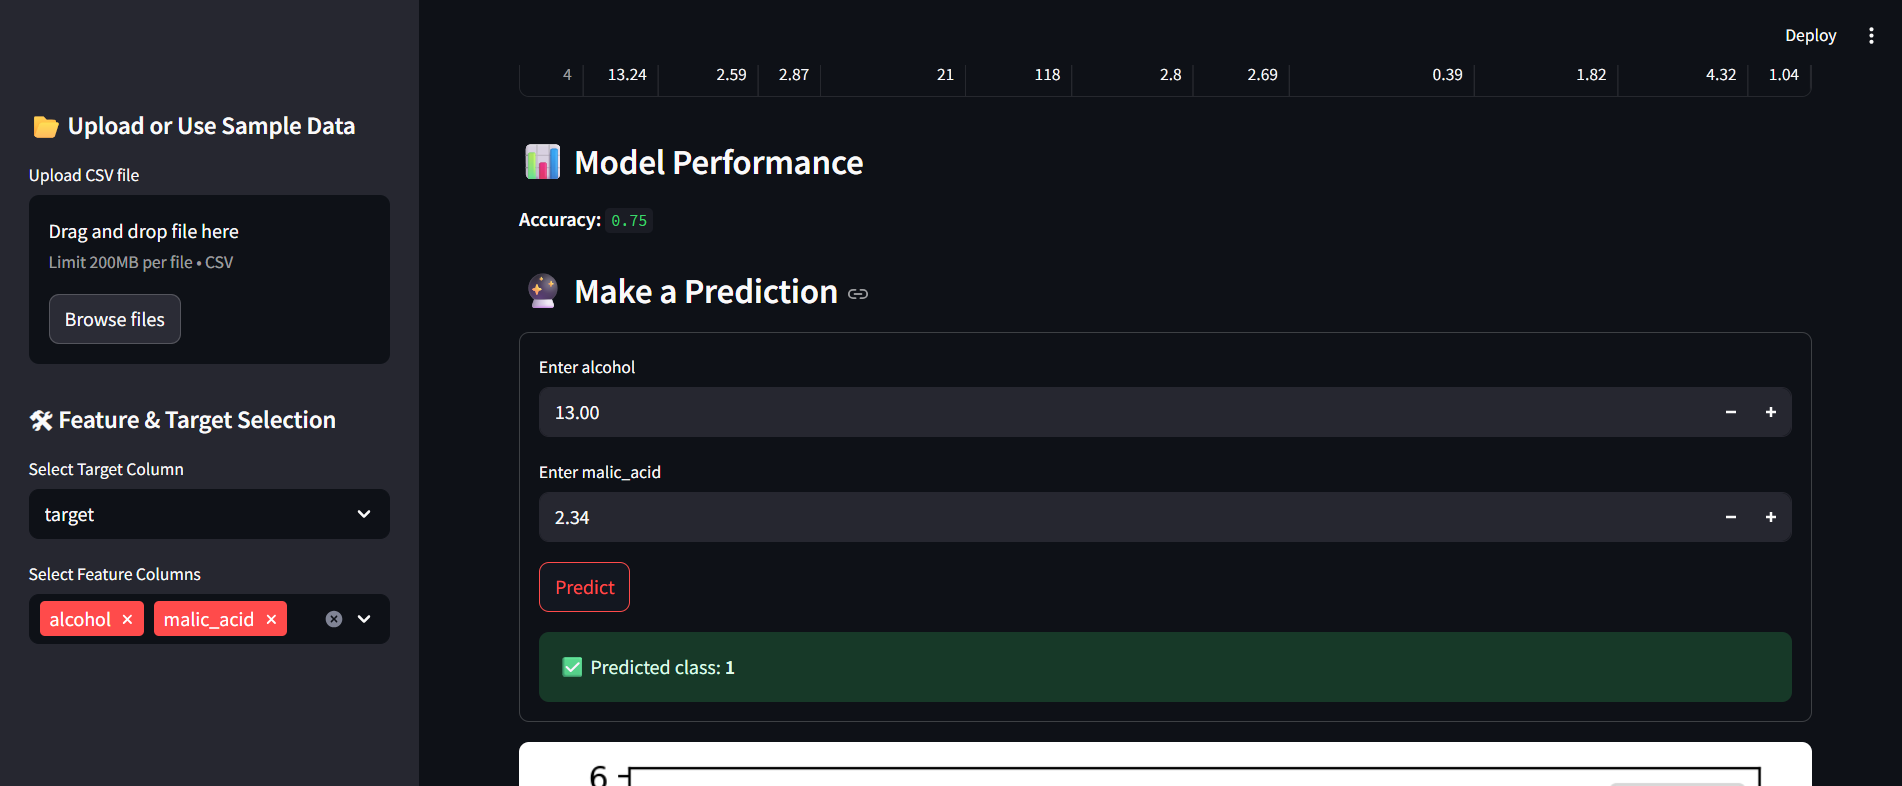 Deploy
4 13.24 2.59 2.87 21 118 2.8 2.69 0.39 1.82 4.32 1.04
Upload or Use Sample Data
Upload CSV file
Drag and drop file here
Limit 200MB per file • CSV
Browse files
Feature & Target Selection
Select Target Column
target
Select Feature Columns
alcohol × malic_acid ×
Model Performance
Accuracy: 0.75
Make a Prediction
Enter alcohol
13.00
Enter malic_acid
2.34
Predict
Predicted class: 1
6